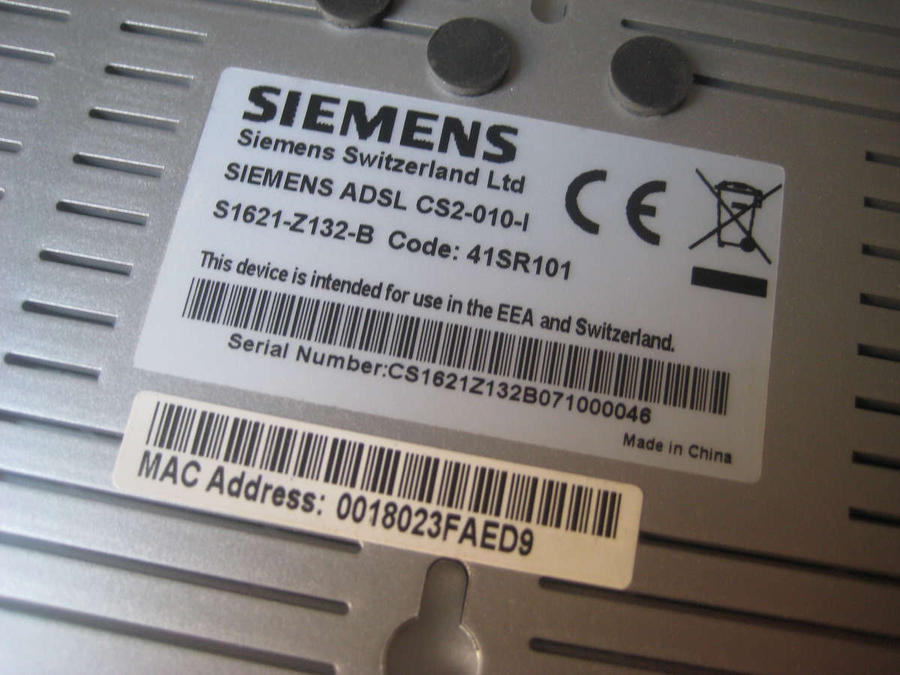 SIEMENS
Siemens Switzerland Ltd
SIEMENS ADSL CS2-010-I
S1621-Z132-B Code: 41SR101
CE
This device is intended for use in the EEA and Switzerland.
Serial Number:CS1621Z132B071000046
Made in China
MAC Address: 0018023FAED9